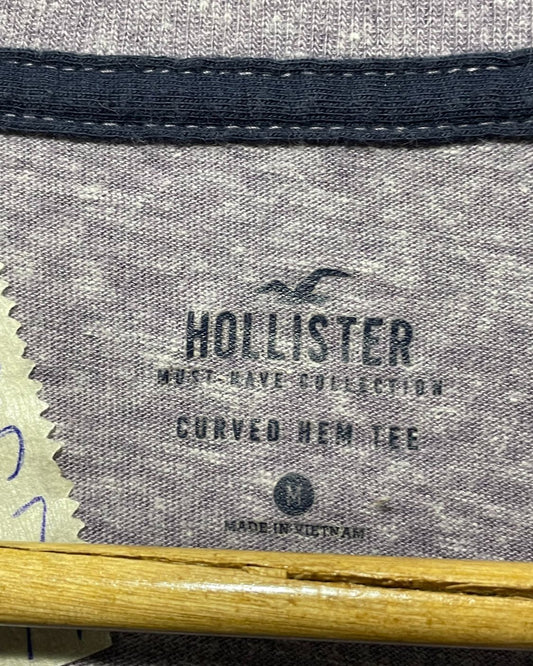 HOLLISTER
MUST-HAVE COLLECTION
CURVED HEM TEE
M
MADE IN VIETNAM